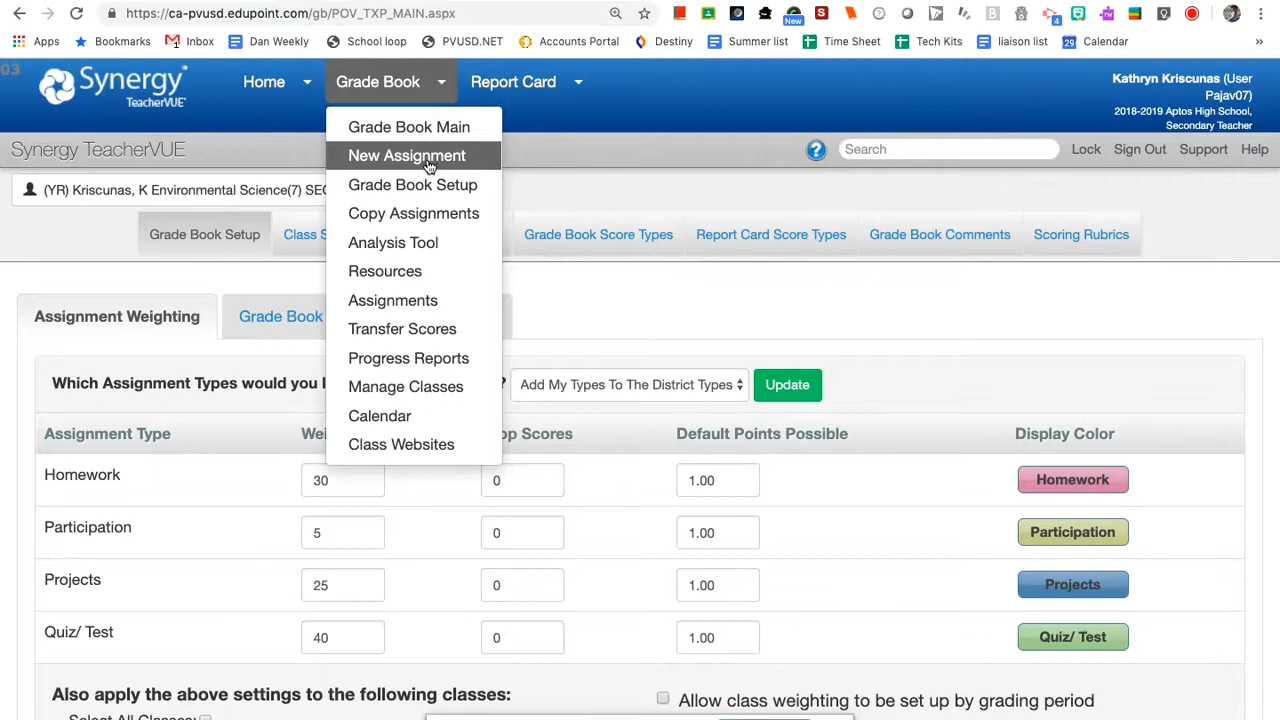 https://ca-pvusd.edupoint.com/gb/POV_TXP_MAIN.aspx
New
4
Apps
Bookmarks
Inbox
Dan Weekly
School loop
PVUSD.NET
Accounts Portal
Destiny
Summer list
Time Sheet
Tech Kits
liaison list
29
Calendar
»
03
Synergy
TeacherVUE
Home
Grade Book
Report Card
Kathryn Kriscunas (User
Pajav07)
2018-2019 Aptos High School,
Secondary Teacher
Synergy TeacherVUE
?
Search
Lock
Sign Out
Support
Help
(YR) Kriscunas, K Environmental Science(7) SEC
Grade Book Main
New Assignment
Grade Book Setup
Copy Assignments
Analysis Tool
Resources
Assignments
Transfer Scores
Progress Reports
Manage Classes
Calendar
Class Websites
Grade Book Setup
Class S
Grade Book Score Types
Report Card Score Types
Grade Book Comments
Scoring Rubrics
Assignment Weighting
Grade Book
Which Assignment Types would you l
?
Add My Types To The District Types
Update
Assignment Type
Wei
op Scores
Default Points Possible
Display Color
Homework
30
0
1.00
Homework
Participation
5
0
1.00
Participation
Projects
25
0
1.00
Projects
Quiz/ Test
40
0
1.00
Quiz/ Test
Also apply the above settings to the following classes:
Allow class weighting to be set up by grading period
Select All Classes: